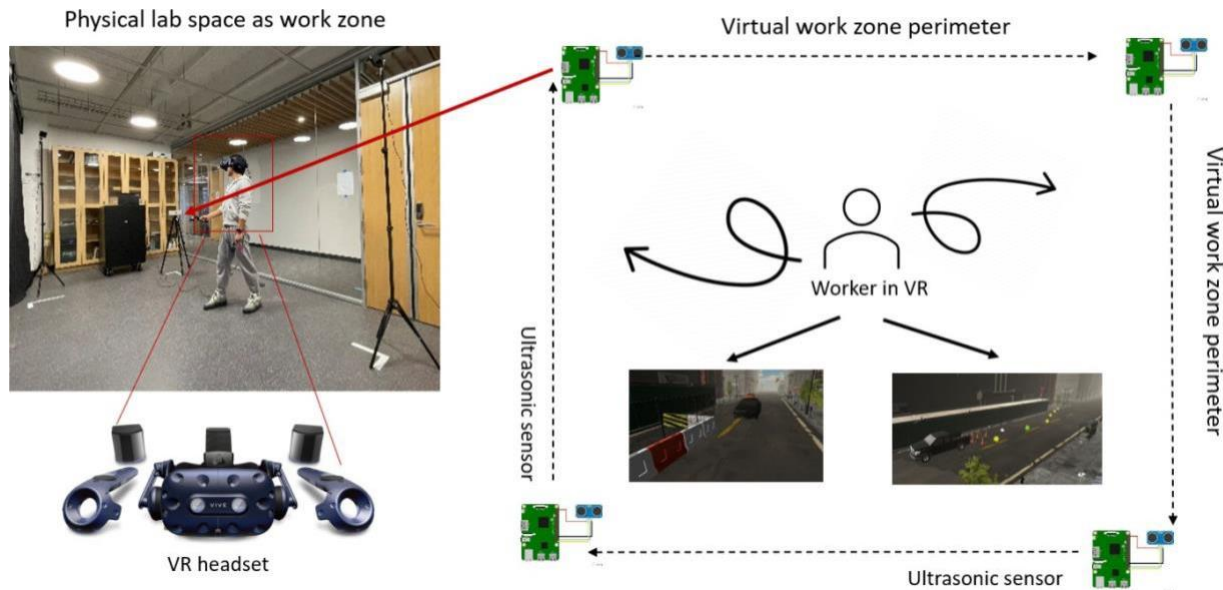 Physical lab space as work zone
Virtual work zone perimeter
Virtual work zone perimeter
Worker in VR
Ultrasonic sensor
VIVE
VR headset
Ultrasonic sensor